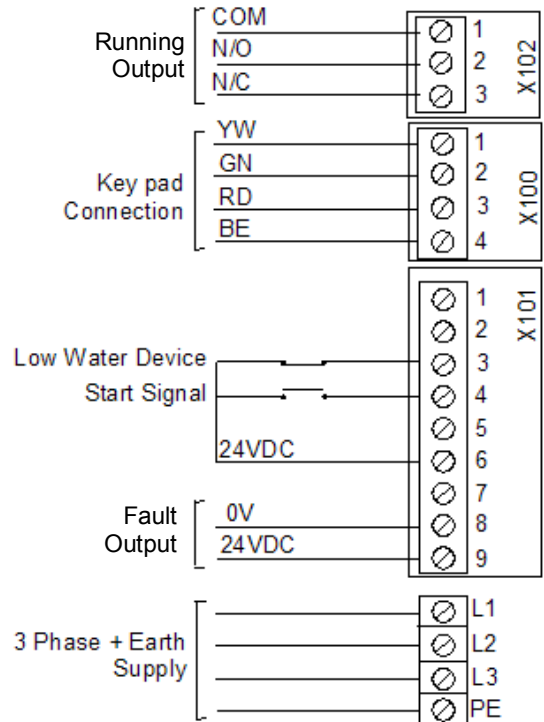 Running
Output
COM
N/O
N/C
1
2
3
X102
Key pad
Connection
YW
GN
RD
BE
1
2
3
4
X100
Low Water Device
Start Signal
24VDC
Fault
Output
0V
24VDC
1
2
3
4
5
6
7
8
9
X101
3 Phase + Earth
Supply
L1
L2
L3
PE